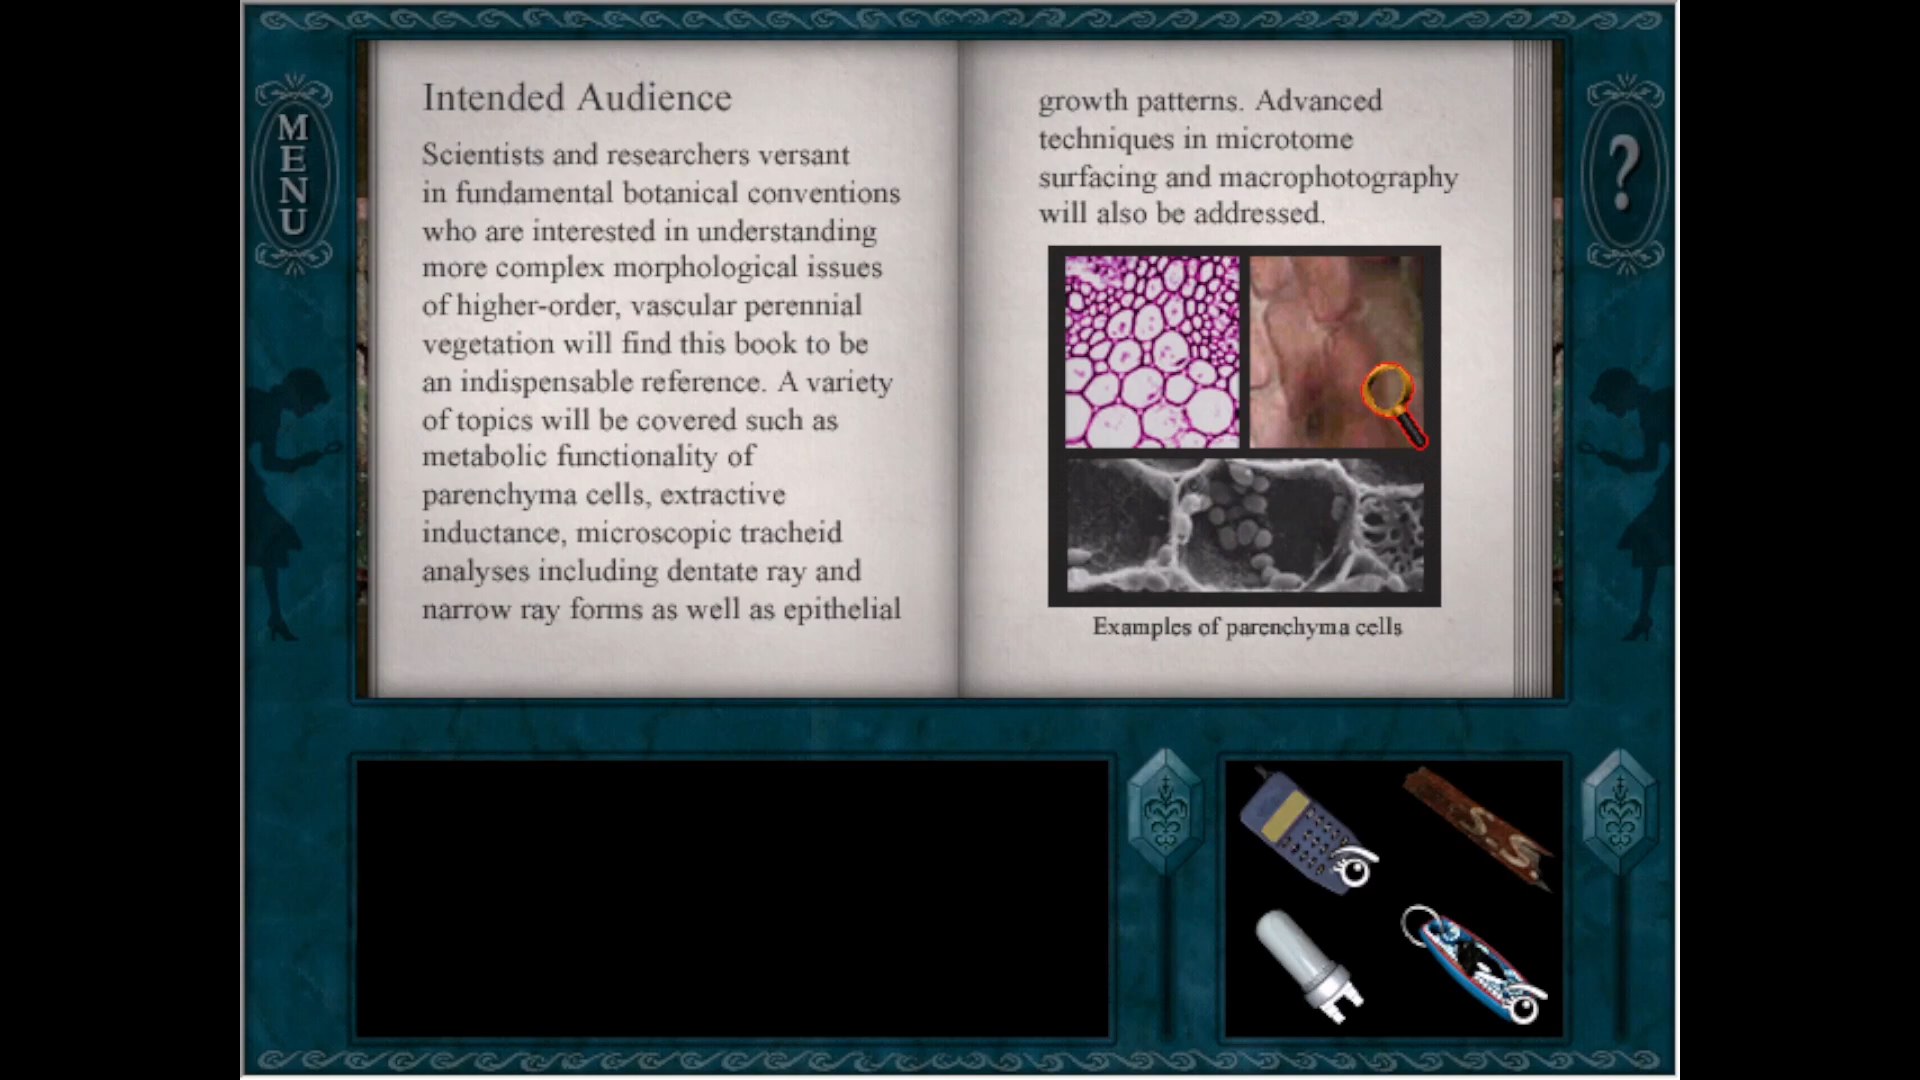 MENU
Intended Audience
Scientists and researchers versant
in fundamental botanical conventions
who are interested in understanding
more complex morphological issues
of higher-order, vascular perennial
vegetation will find this book to be
an indispensable reference. A variety
of topics will be covered such as
metabolic functionality of
parenchyma cells, extractive
inductance, microscopic tracheid
analyses including dentate ray and
narrow ray forms as well as epithelial
growth patterns. Advanced
techniques in microtome
surfacing and macrophotography
will also be addressed.
Examples of parenchyma cells
?
S.S